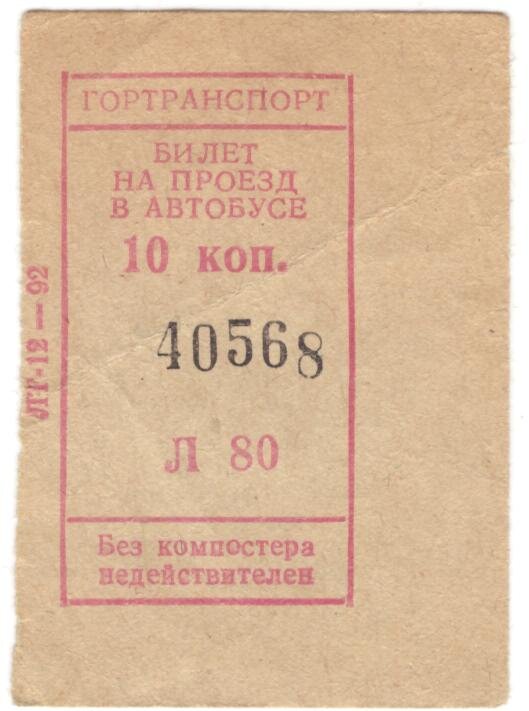 ГОРТРАНСПОРТ
БИЛЕТ
НА ПРОЕЗД
В АВТОБУСЕ
10 коп.
40568
Л 80
Без компостера
недействителен
ЛТ-12 — 92